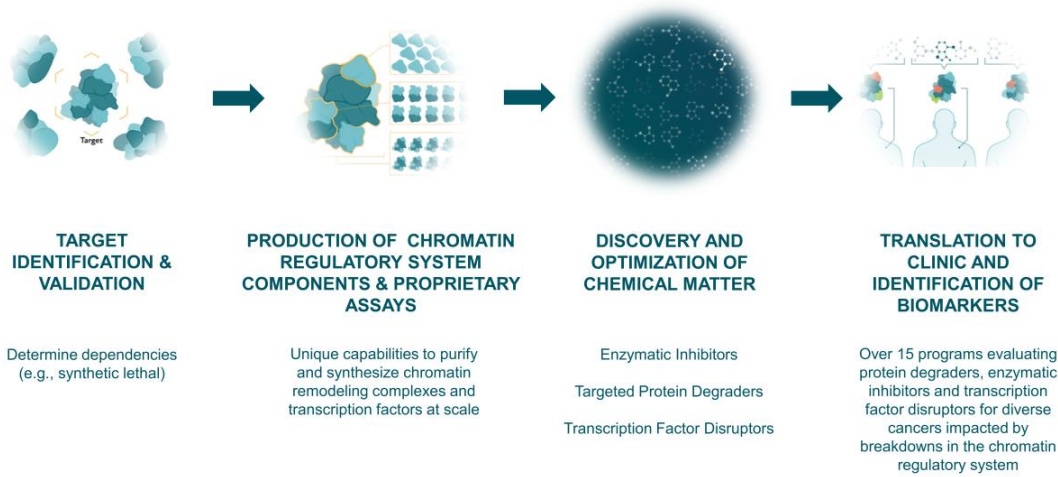 Target
TARGET
IDENTIFICATION &
VALIDATION
Determine dependencies
(e.g., synthetic lethal)
PRODUCTION OF CHROMATIN
REGULATORY SYSTEM
COMPONENTS & PROPRIETARY
ASSAYS
Unique capabilities to purify
and synthesize chromatin
remodeling complexes and
transcription factors at scale
DISCOVERY AND
OPTIMIZATION OF
CHEMICAL MATTER
Enzymatic Inhibitors
Targeted Protein Degraders
Transcription Factor Disruptors
TRANSLATION TO
CLINIC AND
IDENTIFICATION OF
BIOMARKERS
Over 15 programs evaluating
protein degraders, enzymatic
inhibitors and transcription
factor disruptors for diverse
cancers impacted by
breakdowns in the chromatin
regulatory system